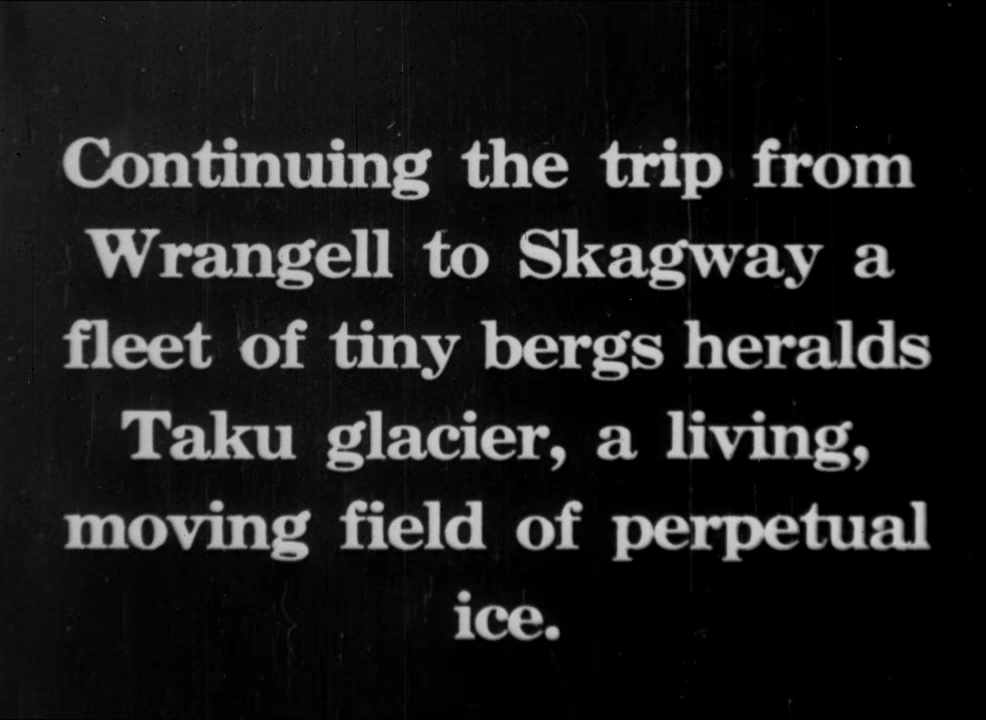 Continuing the trip from
Wrangell to Skagway a
fleet of tiny bergs heralds
Taku glacier, a living,
moving field of perpetual
ice.